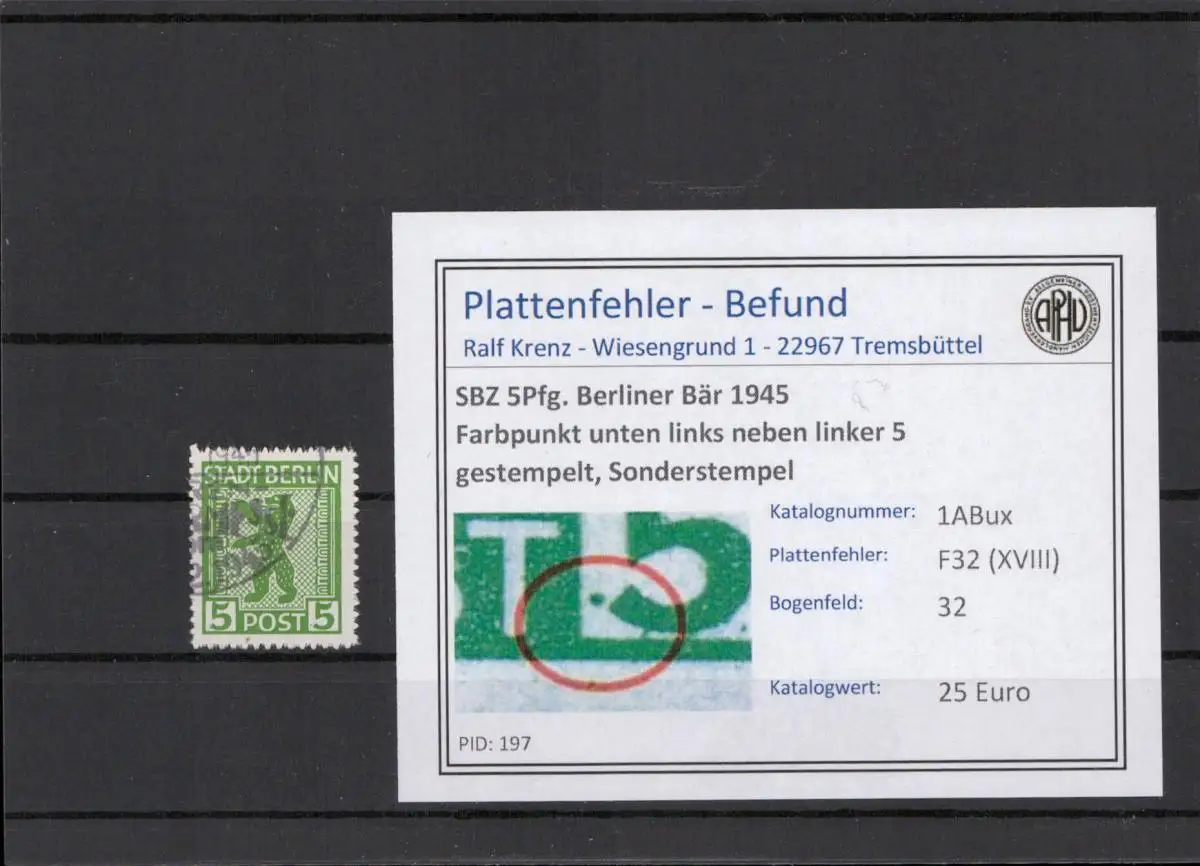 STADT BERLIN
5 POST 5
Plattenfehler - Befund
Ralf Krenz - Wiesengrund 1 - 22967 Tremsbüttel
APHV
SBZ 5Pfg. Berliner Bär 1945
Farbpunkt unten links neben linker 5
gestempelt, Sonderstempel
T 5
Katalognummer: 1ABux
Plattenfehler: F32 (XVIII)
Bogenfeld: 32
Katalogwert: 25 Euro
PID: 197